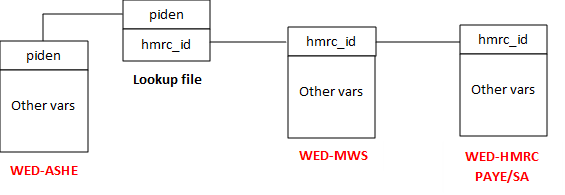 piden
Other vars
WED-ASHE
piden
hmrc_id
Lookup file
hmrc_id
Other vars
WED-MWS
hmrc_id
Other vars
WED-HMRC
PAYE/SA